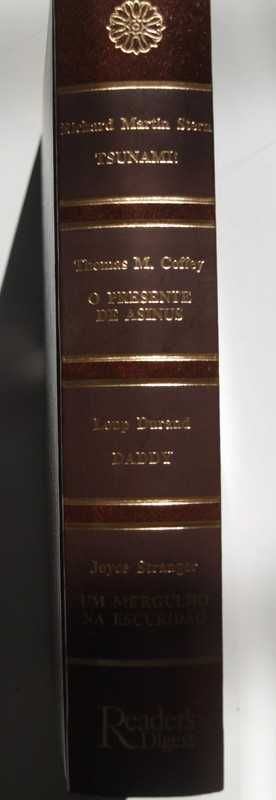 Richard Martin Stern
TSUNAMI!
Thomas M. Coffey
O PRESENTE
DE ASINUS
Loup Durand
DADDY
Joyce Stranger
UM MERGULHO
NA ESCURIDÃO
Reader's
Digest